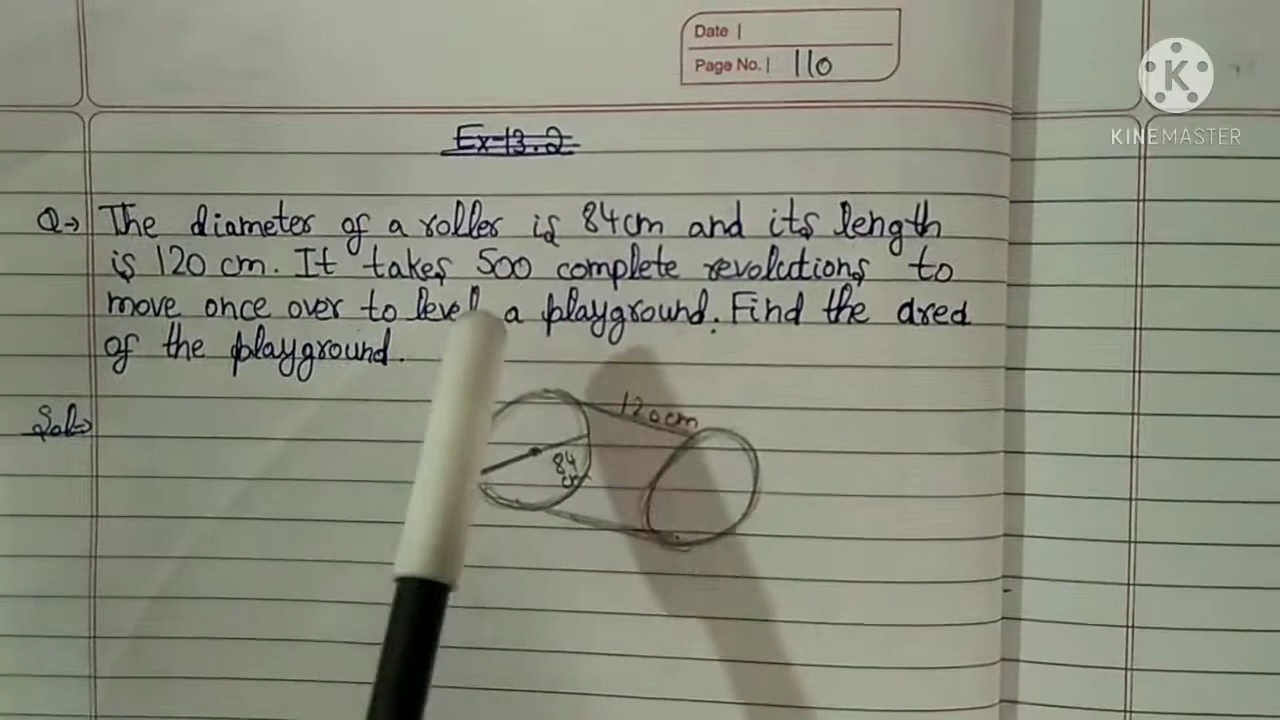 Date |
Page No. | 110
K
KINEMASTER
Ex-13.2
Q→ The diameter of a roller is 84cm and its length
is 120 cm. It takes 500 complete revolutions to
move once over to level a playground. Find the area
of the playground.
Sol→
120cm
84
cm